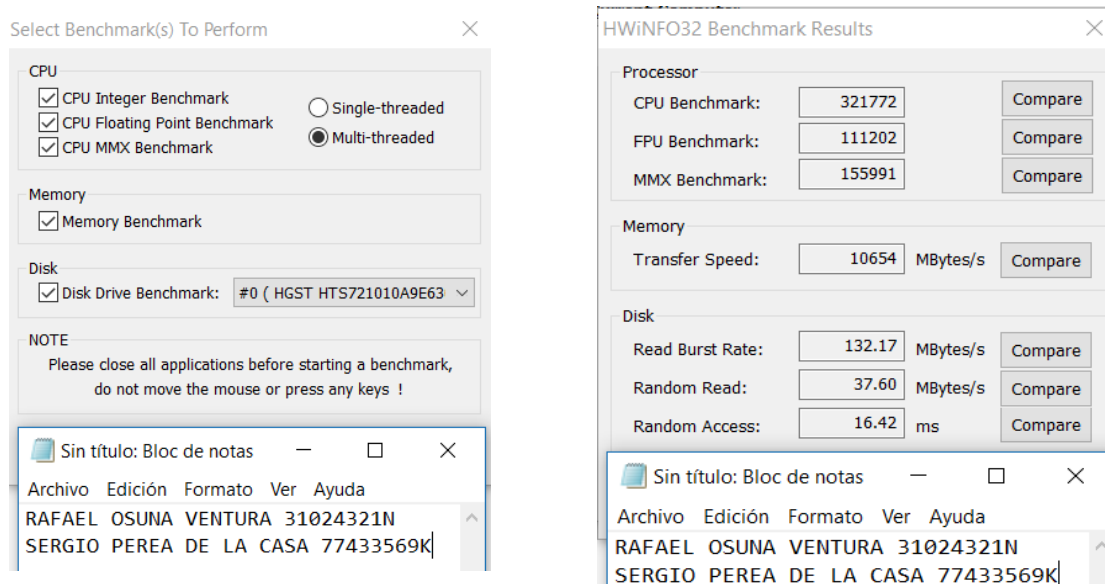 Select Benchmark(s) To Perform
CPU
CPU Integer Benchmark
CPU Floating Point Benchmark
CPU MMX Benchmark
Single-threaded
Multi-threaded
Memory
Memory Benchmark
Disk
Disk Drive Benchmark:
#0 ( HGST HTS721010A9E63
NOTE
Please close all applications before starting a benchmark,
do not move the mouse or press any keys !
Sin título: Bloc de notas
Archivo Edición Formato Ver Ayuda
RAFAEL OSUNA VENTURA 31024321N
SERGIO PEREA DE LA CASA 77433569K
HWiNFO32 Benchmark Results
Processor
CPU Benchmark: 321772 Compare
FPU Benchmark: 111202 Compare
MMX Benchmark: 155991 Compare
Memory
Transfer Speed: 10654 MBytes/s Compare
Disk
Read Burst Rate: 132.17 MBytes/s Compare
Random Read: 37.60 MBytes/s Compare
Random Access: 16.42 ms Compare
Sin título: Bloc de notas
Archivo Edición Formato Ver Ayuda
RAFAEL OSUNA VENTURA 31024321N
SERGIO PEREA DE LA CASA 77433569K